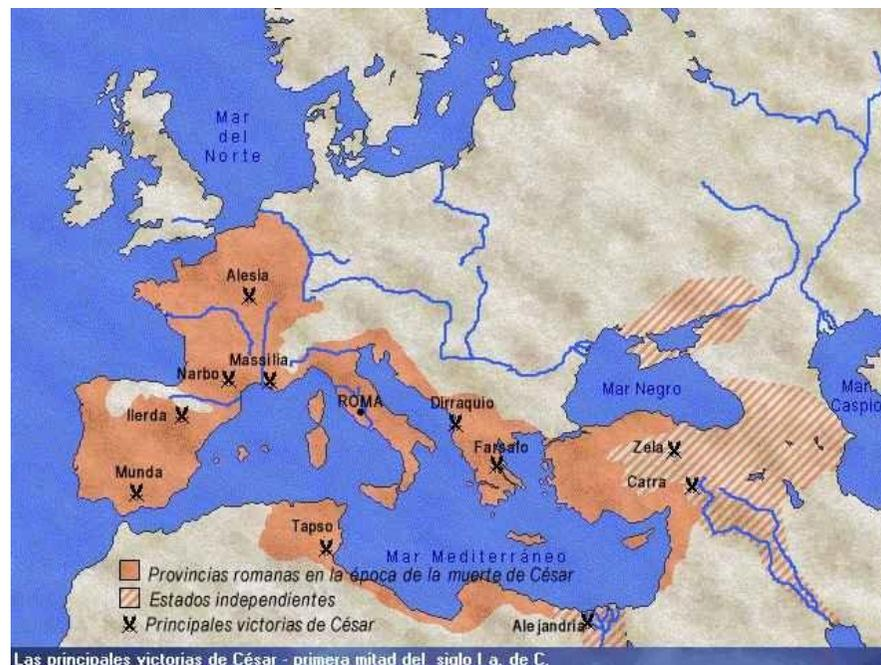 Mar
del
Norte
Alesia
Narbo
Massilia
Ilerda
ROMA
Dirraquio
Mar Negro
Mar
Caspio
Farsalo
Zela
Munda
Carra
Tapso
Mar Mediterráneo
Provincias romanas en la época de la muerte de César
Estados independientes
Principales victorias de César
Alejandria
Las principales victorias de César - primera mitad del siglo I a. de C.